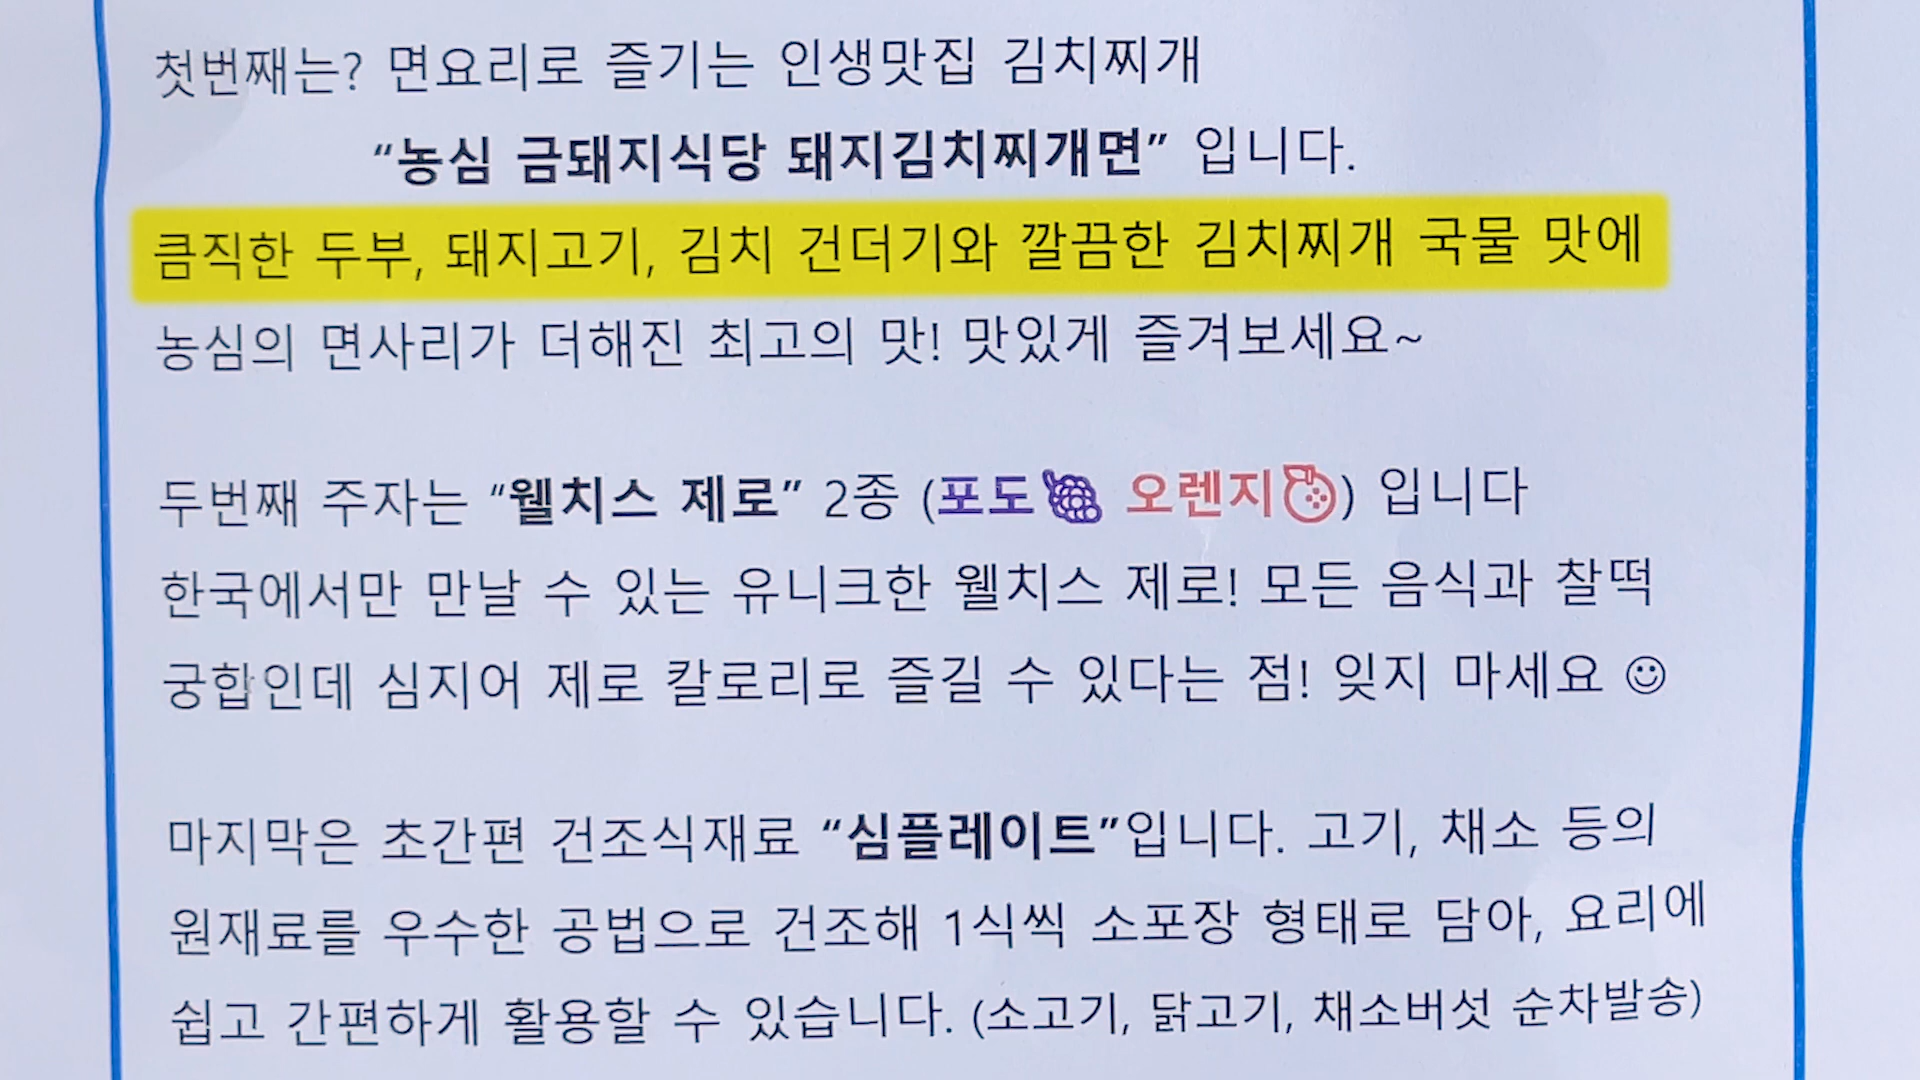 첫번째는? 면요리로 즐기는 인생맛집 김치찌개
“농심 금돼지식당 돼지김치찌개면” 입니다.
큼직한 두부, 돼지고기, 김치 건더기와 깔끔한 김치찌개 국물 맛에
농심의 면사리가 더해진 최고의 맛! 맛있게 즐겨보세요~
두번째 주자는 “웰치스 제로” 2종 (포도 오렌지) 입니다
한국에서만 만날 수 있는 유니크한 웰치스 제로! 모든 음식과 찰떡
궁합인데 심지어 제로 칼로리로 즐길 수 있다는 점! 잊지 마세요 ☺
마지막은 초간편 건조식재료 “심플레이트”입니다. 고기, 채소 등의
원재료를 우수한 공법으로 건조해 1식씩 소포장 형태로 담아, 요리에
쉽고 간편하게 활용할 수 있습니다. (소고기, 닭고기, 채소버섯 순차발송)